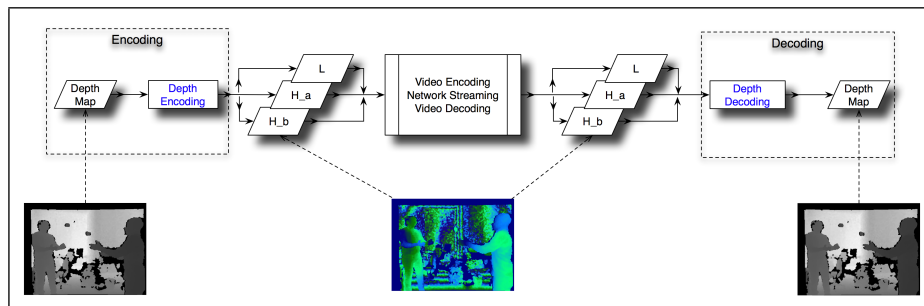 Encoding
Depth
Map
Depth
Encoding
L
H_a
H_b
Video Encoding
Network Streaming
Video Decoding
L
H_a
H_b
Decoding
Depth
Decoding
Depth
Map